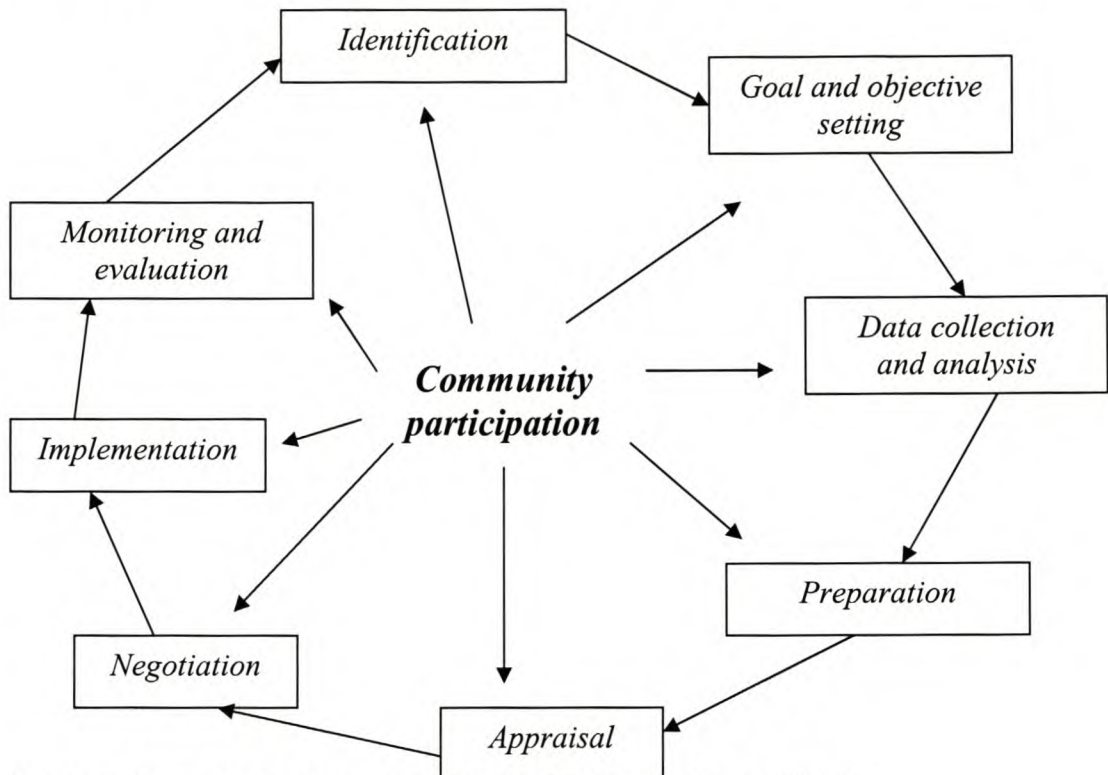 Identification
Goal and objective
setting
Monitoring and
evaluation
Data collection
and analysis
Community
participation
Implementation
Preparation
Negotiation
Appraisal